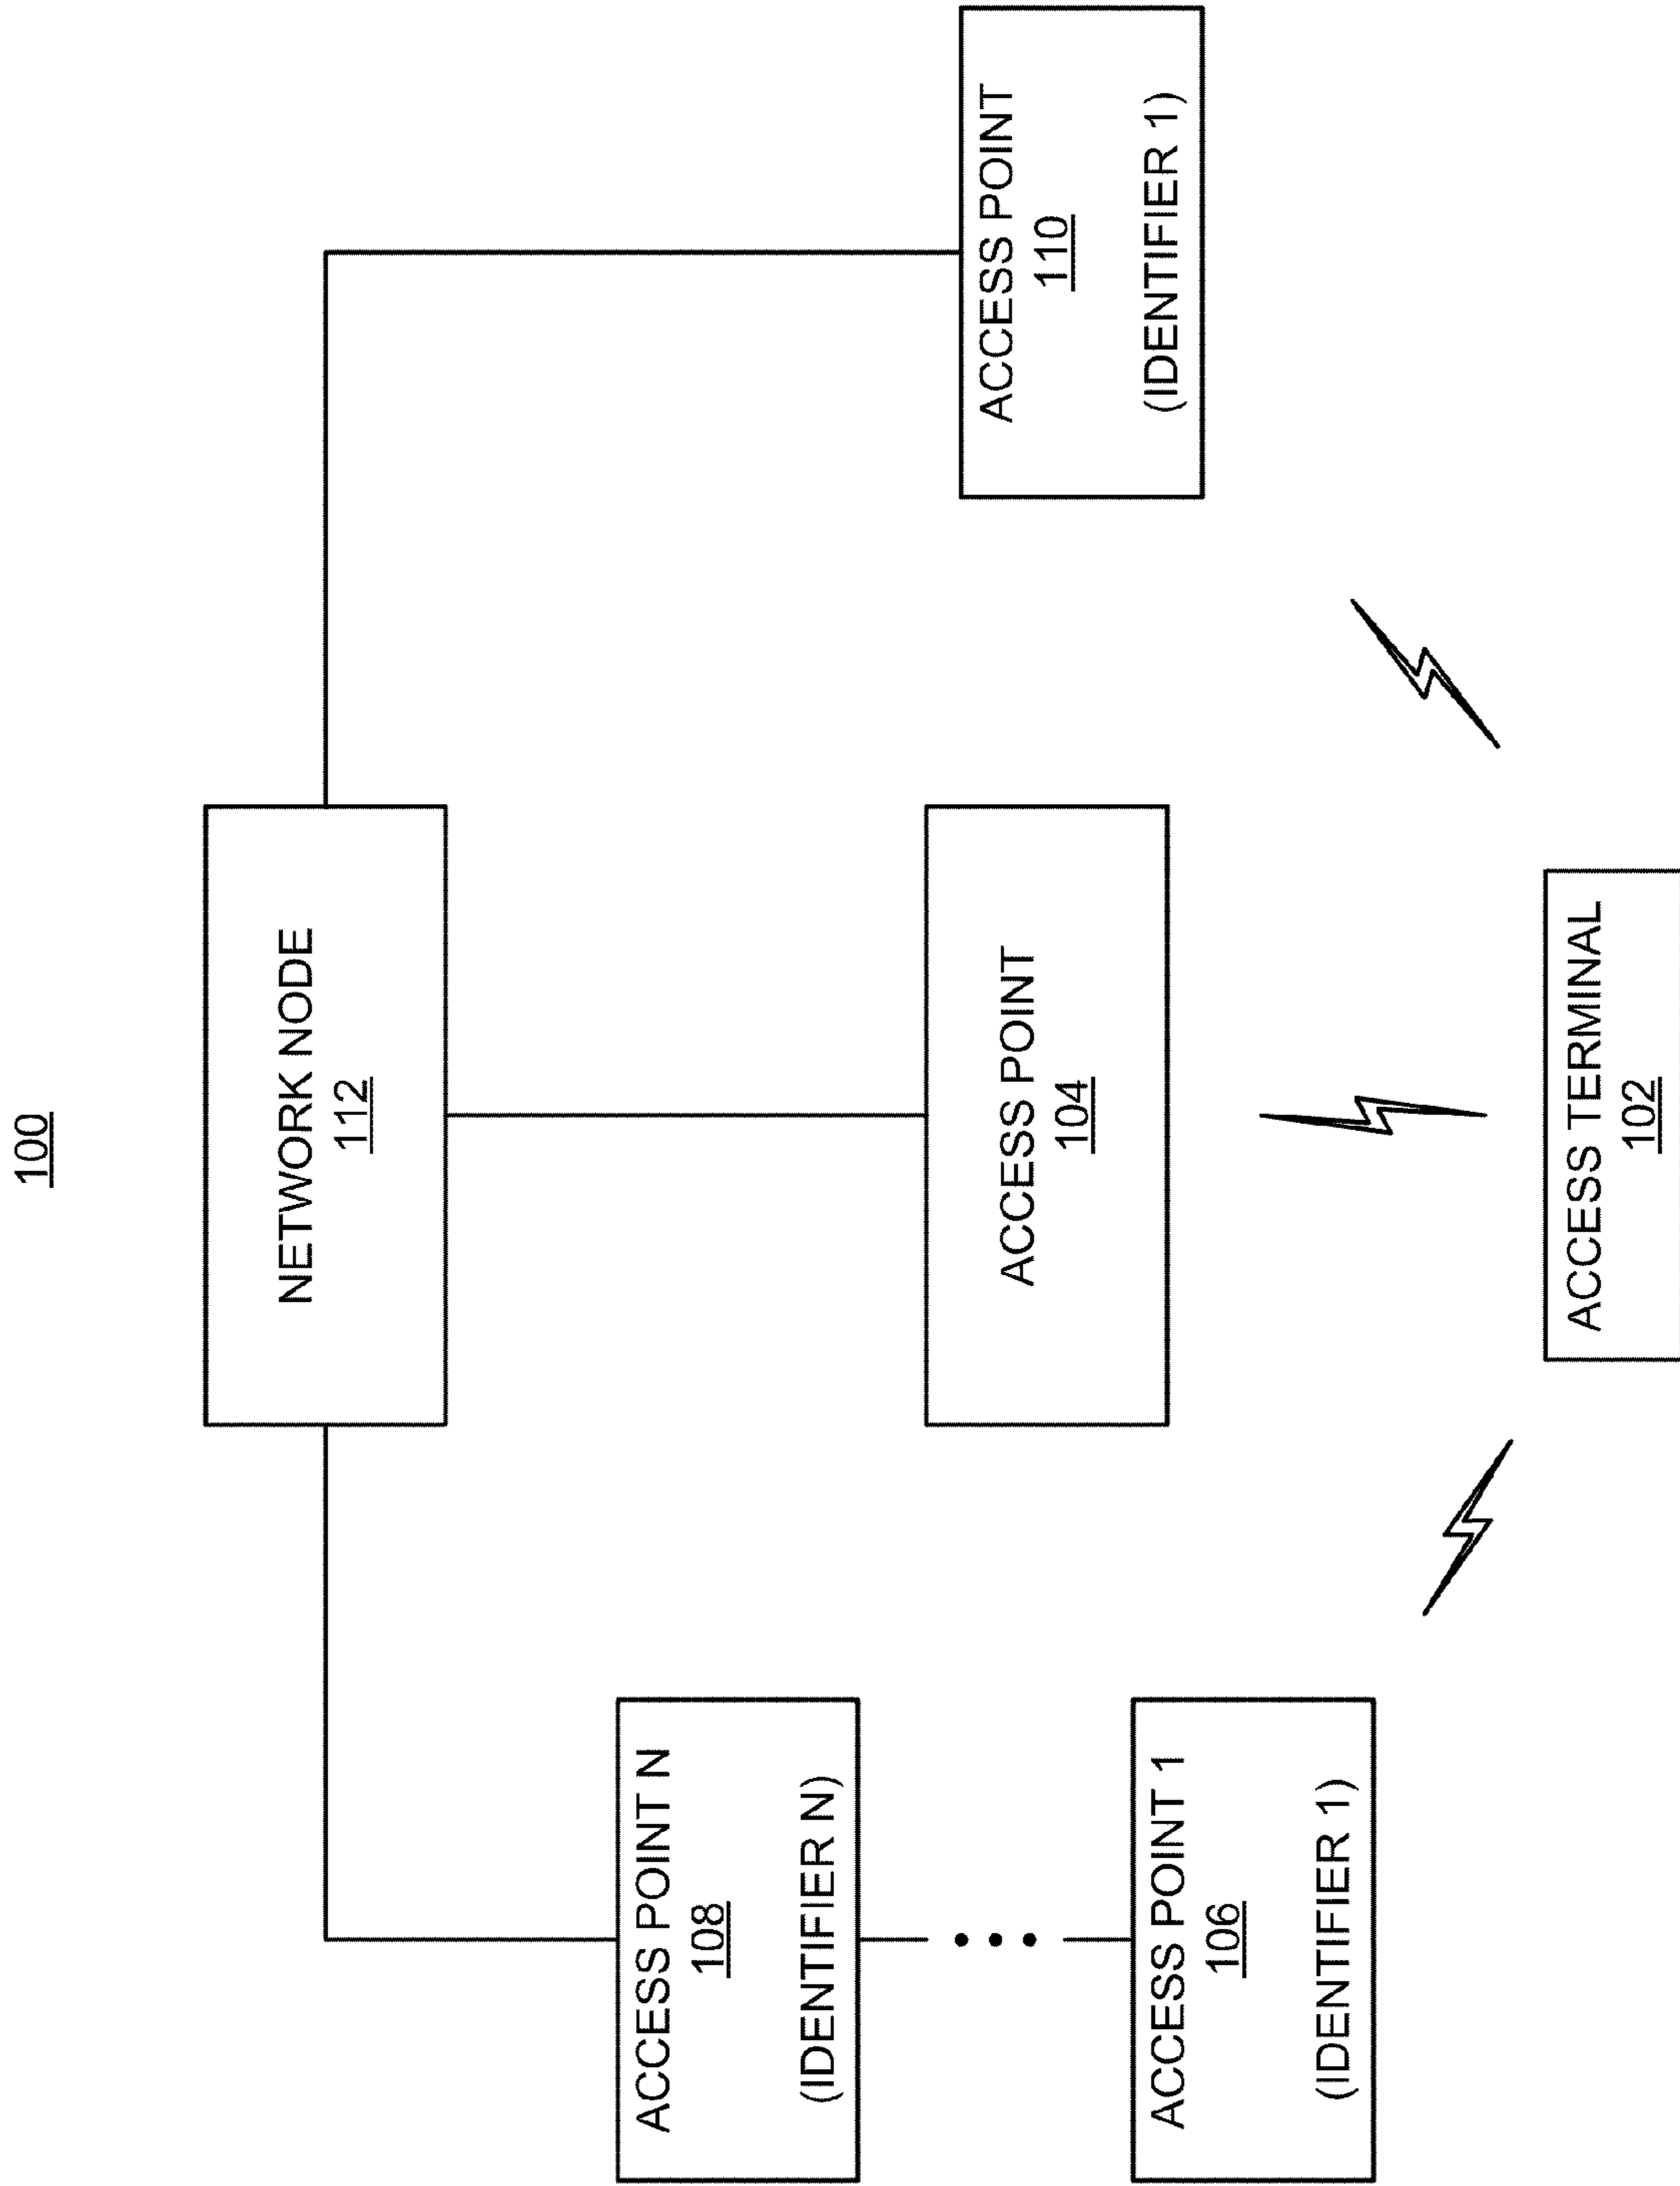 100
NETWORK NODE
112
ACCESS POINT N
108
(IDENTIFIER N)
ACCESS POINT
104
ACCESS POINT
110
(IDENTIFIER 1)
ACCESS POINT 1
106
(IDENTIFIER 1)
ACCESS TERMINAL
102